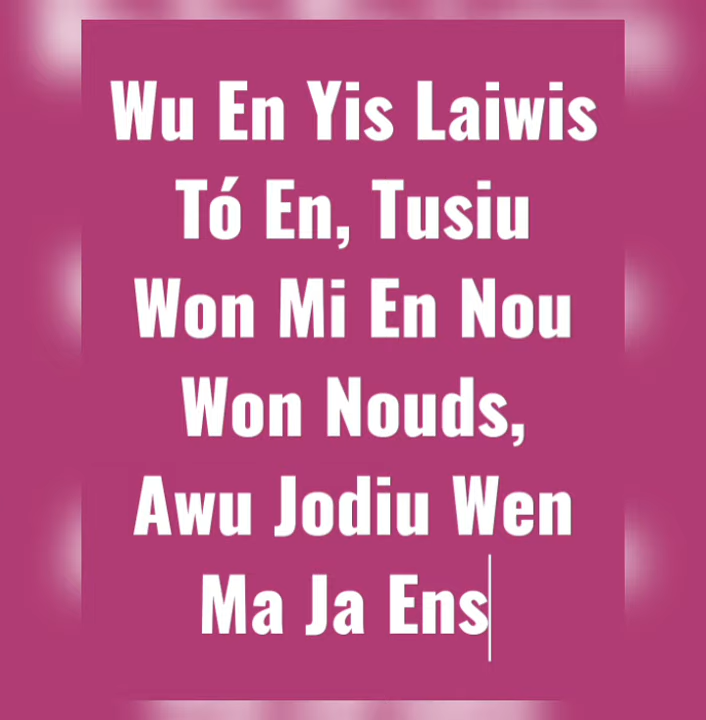 Wu En Yis Laiwis
Tó En, Tusiu
Won Mi En Nou
Won Nouds,
Awu Jodiu Wen
Ma Ja Ens